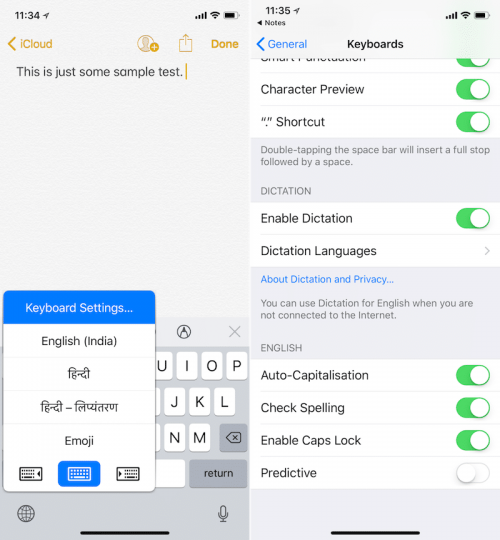 11:34
iCloud
Done
This is just some sample test.
Keyboard Settings...
English (India)
हिन्दी
हिन्दी – लिप्यंतरण
Emoji
U I O P
J K L
N M
return
11:35
Notes
General
Keyboards
Smart Punctuation
Character Preview
“.” Shortcut
Double-tapping the space bar will insert a full stop
followed by a space.
DICTATION
Enable Dictation
Dictation Languages
About Dictation and Privacy...
You can use Dictation for English when you are
not connected to the Internet.
ENGLISH
Auto-Capitalisation
Check Spelling
Enable Caps Lock
Predictive